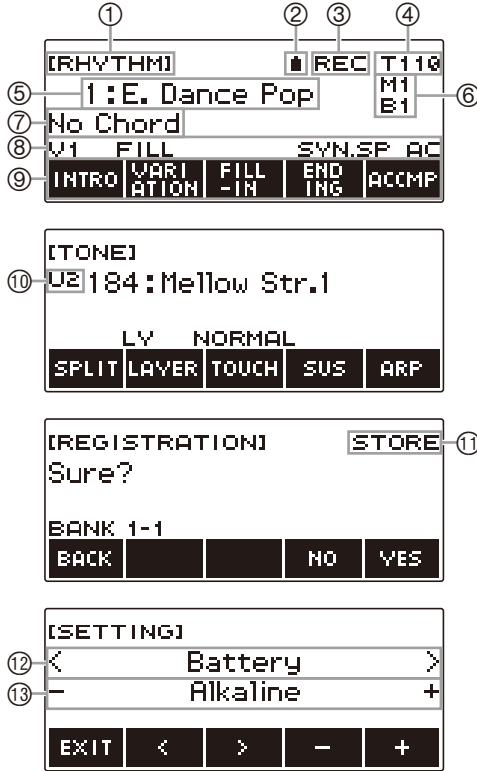 ① ② ③ ④
[RHYTHM] REC T110
⑤ 1:E. Dance Pop M1 ⑥
B1
⑦ No Chord
⑧ V1 FILL SYN.SP AC
⑨ INTRO VARI ATION FILL -IN END ING ACCMP
[TONE]
⑩ U2 184:Mellow Str.1
LY NORMAL
SPLIT LAYER TOUCH SUS ARP
[REGISTRATION] STORE ⑪
Sure?
BANK 1-1
BACK NO YES
[SETTING]
⑫ < Battery >
⑬ - Alkaline +
EXIT < > - +